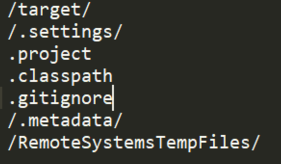 /target/
/.settings/
.project
.classpath
.gitignore
/.metadata/
/RemoteSystemsTempFiles/